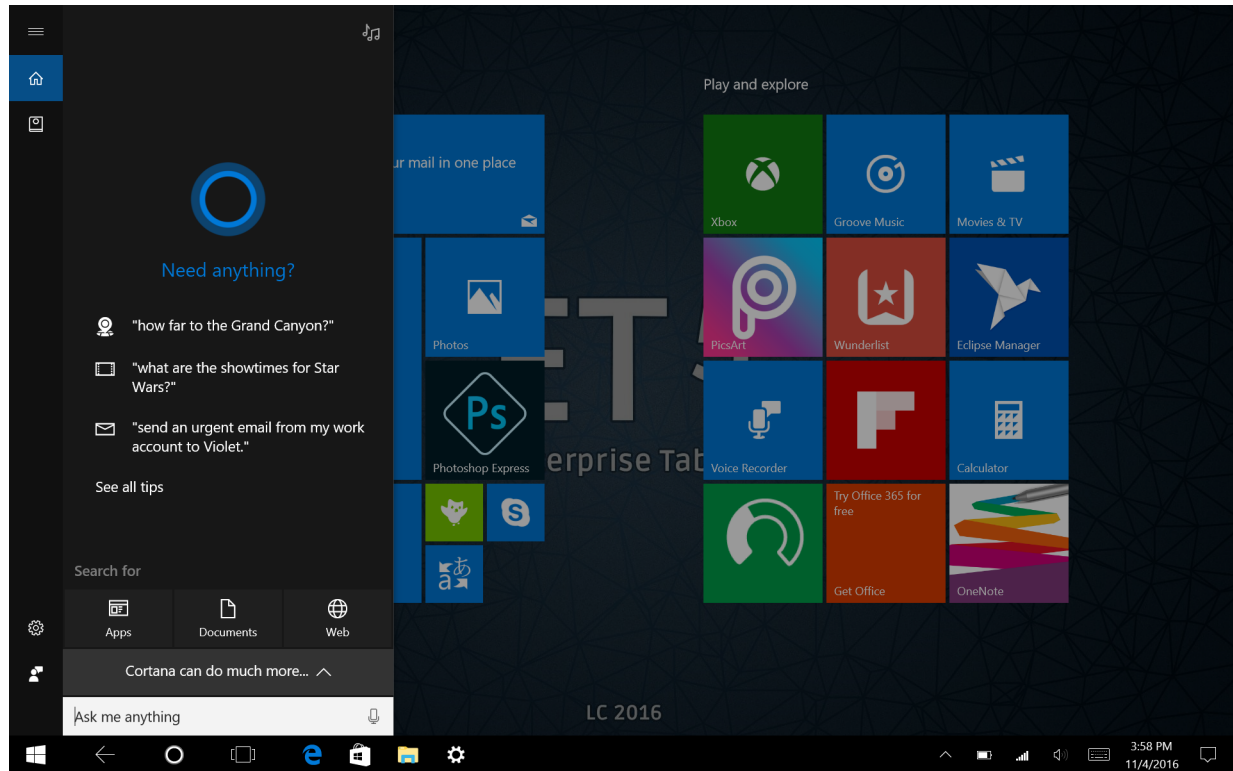 Need anything?
"how far to the Grand Canyon?"
"what are the showtimes for Star
Wars?"
"send an urgent email from my work
account to Violet."
See all tips
Search for
Apps
Documents
Web
Cortana can do much more...
Ask me anything
ur mail in one place
Photos
Ps
Photoshop Express
S
あ
a
ET
erprise Tab
LC 2016
Play and explore
Xbox
Groove Music
Movies & TV
PicsArt
Wunderlist
Eclipse Manager
Voice Recorder
Calculator
Try Office 365 for
free
Get Office
OneNote
3:58 PM
11/4/2016